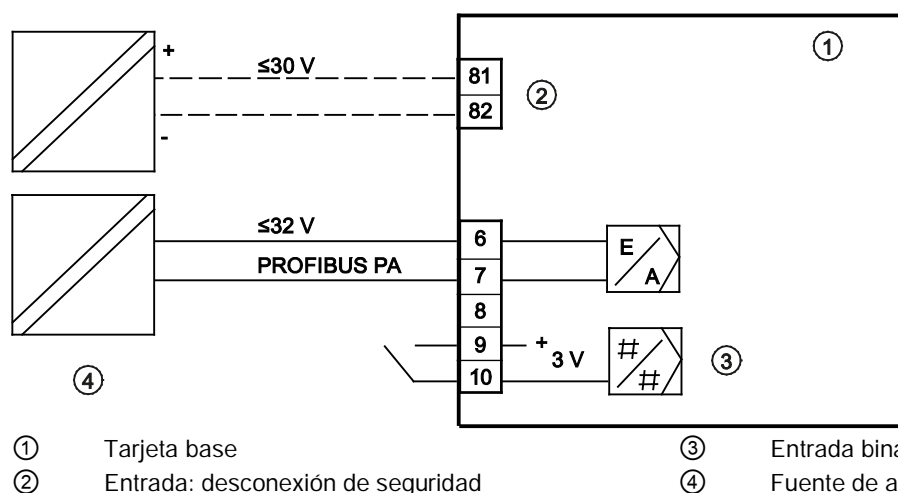 ①
+
≤30 V
81
②
82
-
≤32 V
6
E
A
PROFIBUS PA
7
8
9
+
3 V
#
#
③
10
④
① Tarjeta base
③ Entrada
② Entrada: desconexión de seguridad
④ Fuente de